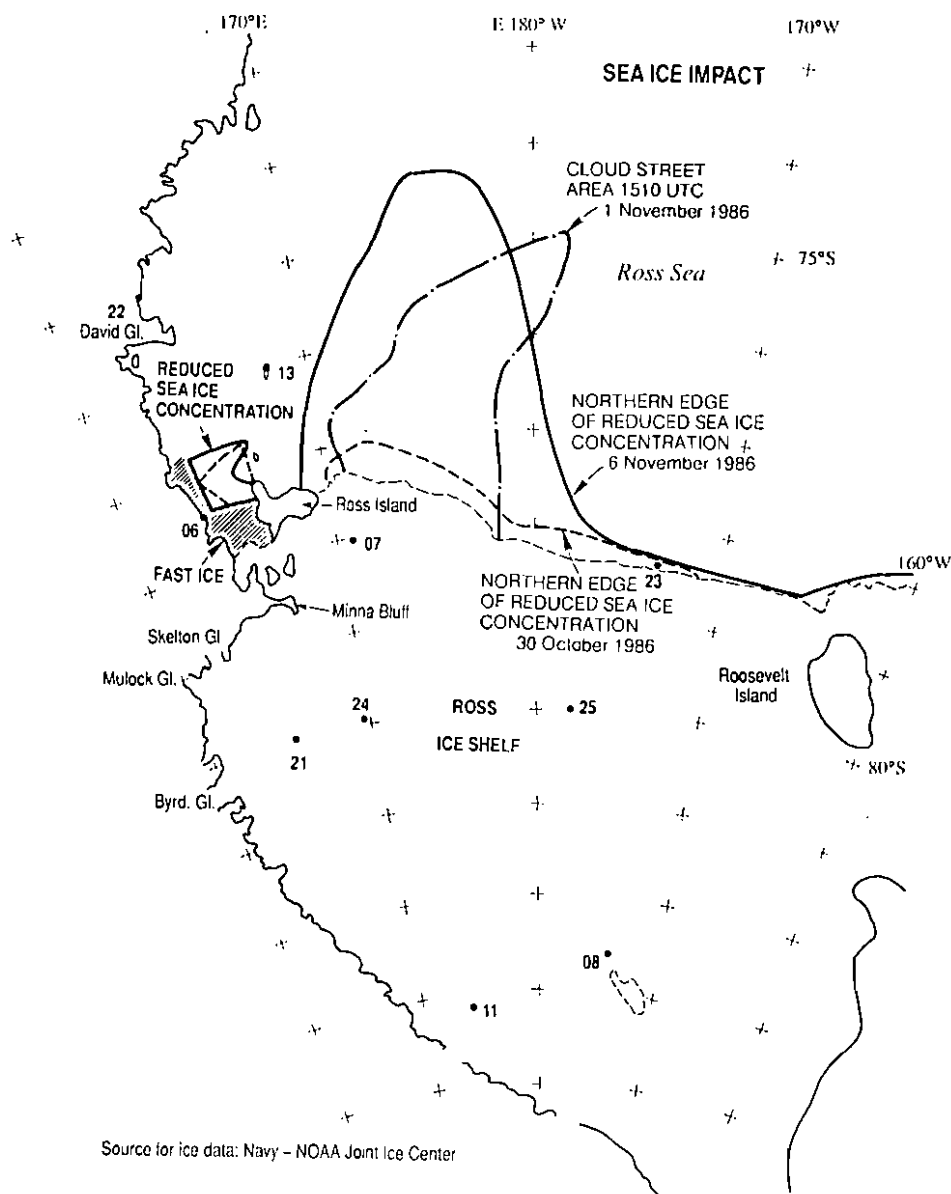 170°E
E 180° W
170°W
SEA ICE IMPACT
CLOUD STREET
AREA 1510 UTC
1 November 1986
75°S
Ross Sea
22
David Gl.
REDUCED
SEA ICE
CONCENTRATION
13
NORTHERN EDGE
OF REDUCED SEA ICE
CONCENTRATION
6 November 1986
Ross Island
06
07
FAST ICE
23
160°W
NORTHERN EDGE
OF REDUCED SEA ICE
CONCENTRATION
30 October 1986
Minna Bluff
Skelton Gl
Mulock Gl.
Roosevelt
Island
24
ROSS
25
ICE SHELF
21
80°S
Byrd. Gl.
08
11
Source for ice data: Navy – NOAA Joint Ice Center